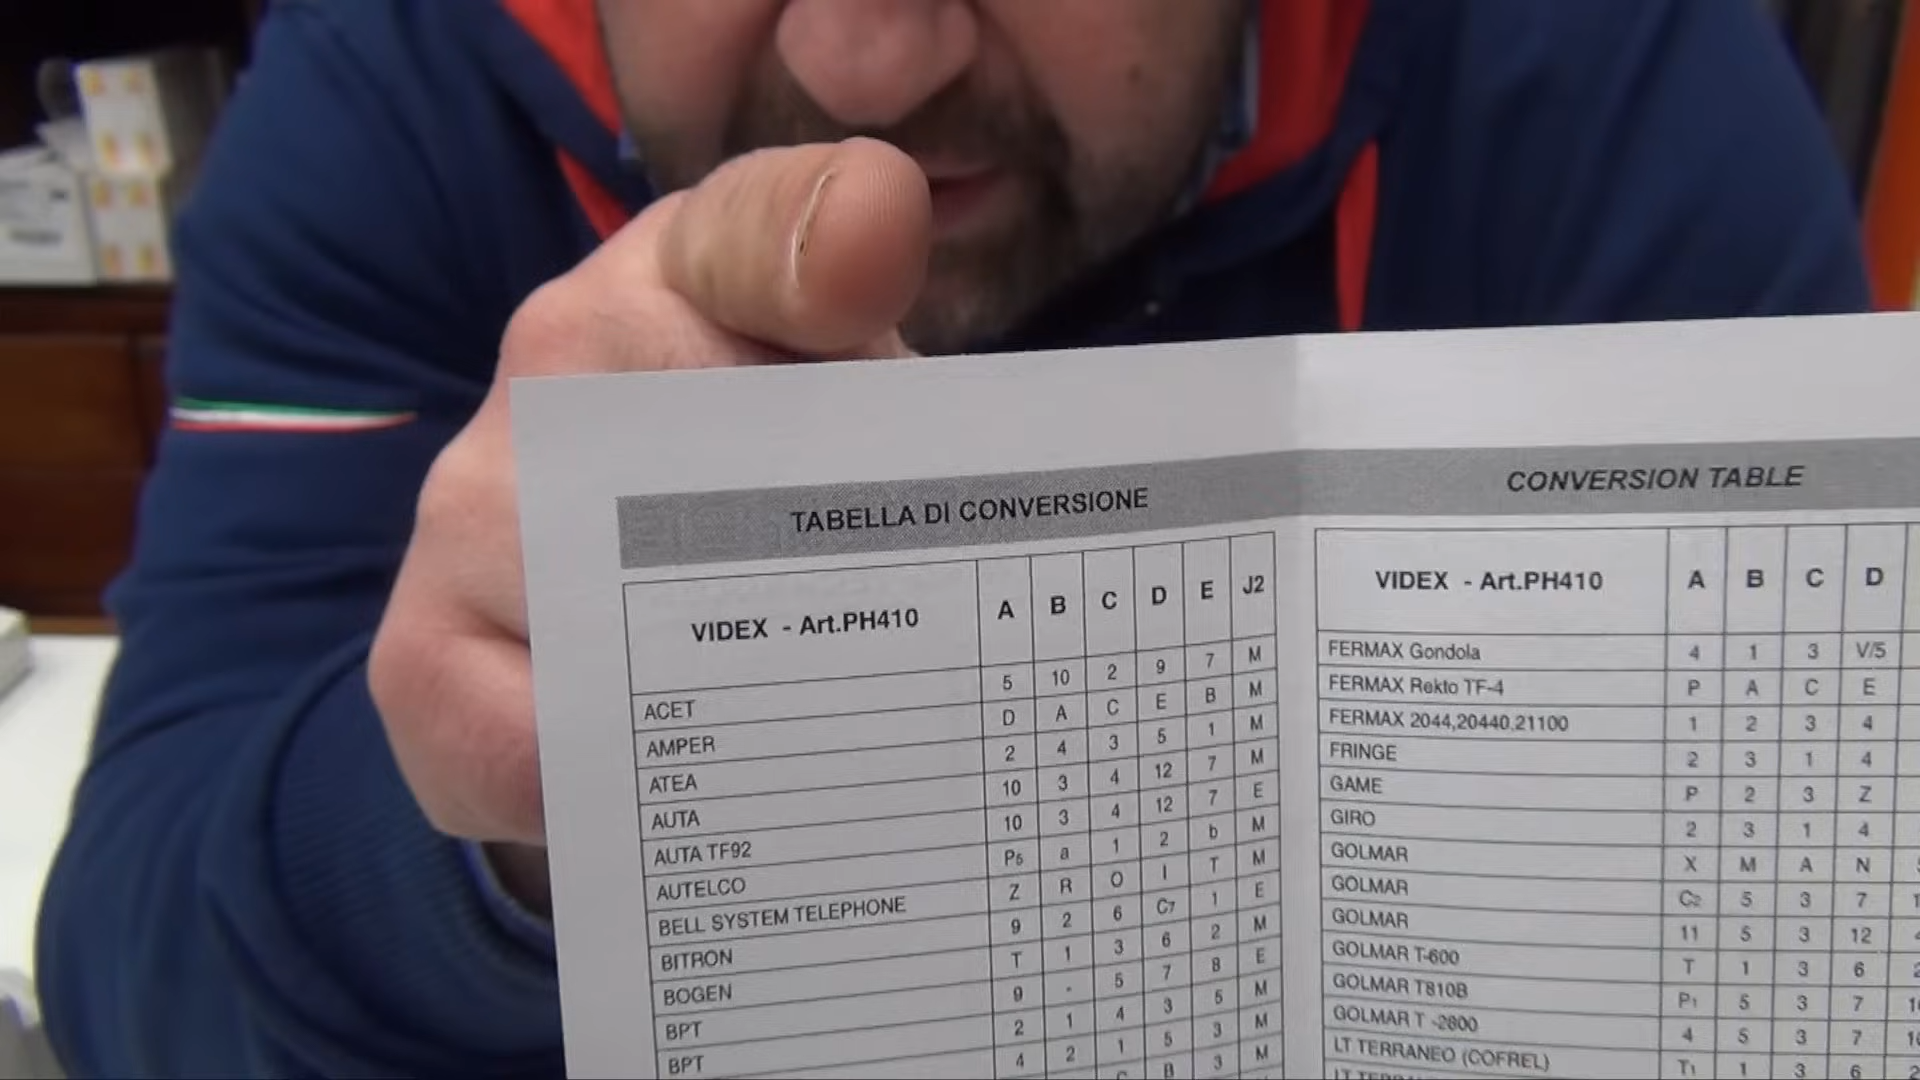 TABELLA DI CONVERSIONE
VIDEX - Art.PH410 A B C D E J2
ACET 5 10 2 9 7 M
AMPER D A C E B M
ATEA 2 4 3 5 1 M
AUTA 10 3 4 12 7 M
AUTA TF92 10 3 4 12 7 E
AUTELCO P6 a 1 2 b M
BELL SYSTEM TELEPHONE Z R O I T M
BITRON 9 2 6 C7 1 E
BOGEN T 1 3 6 2 M
BPT 9 - 5 7 8 E
BPT 2 1 4 3 5 M
4 2 1 5 3 M
C B 3 M
CONVERSION TABLE
VIDEX - Art.PH410 A B C D
FERMAX Gondola 4 1 3 V/5
FERMAX Rekto TF-4 P A C E
FERMAX 2044,20440,21100 1 2 3 4
FRINGE 2 3 1 4
GAME P 2 3 Z
GIRO 2 3 1 4
GOLMAR X M A N
GOLMAR C2 5 3 7
GOLMAR 11 5 3 12
GOLMAR T-600 T 1 3 6
GOLMAR T810B P1 5 3 7
GOLMAR T -2800 4 5 3 7
LT TERRANEO (COFREL) T1 1 3 6